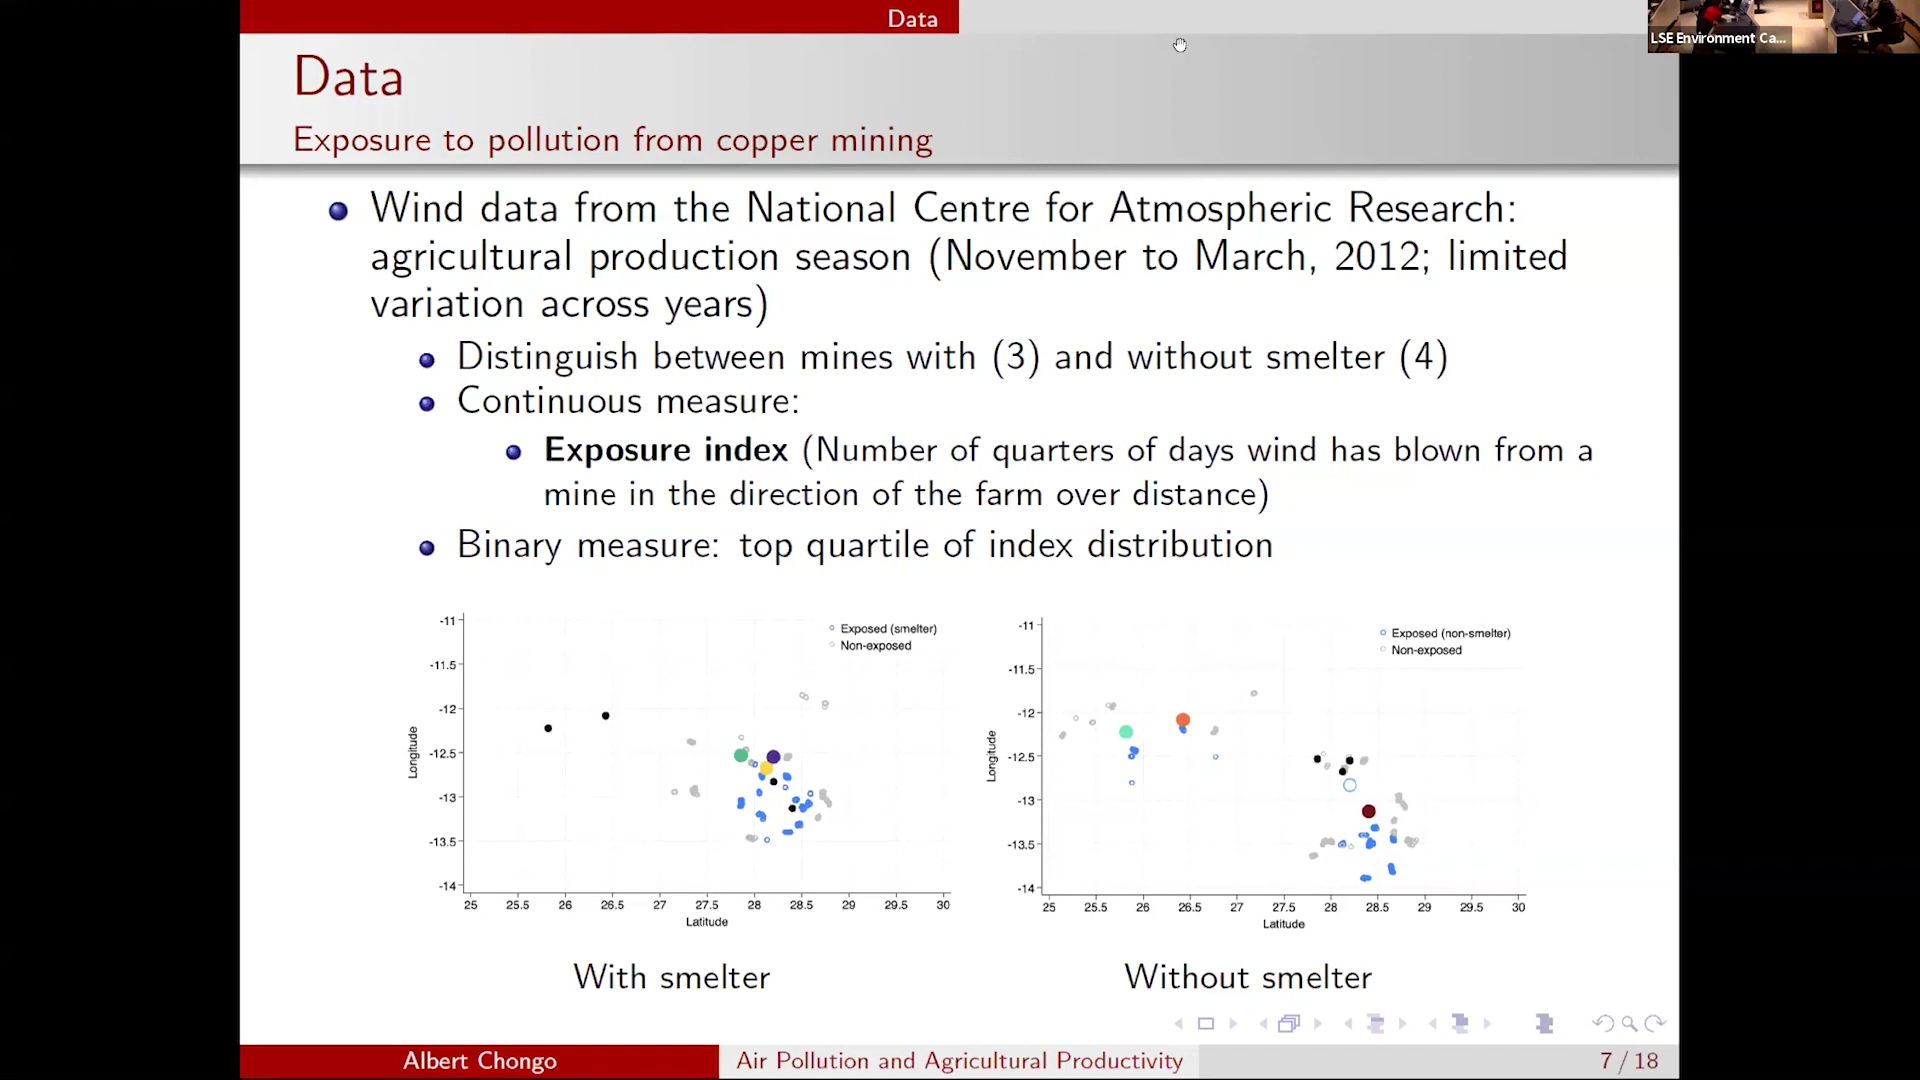 Data
LSE Environment Ca...
Data
Exposure to pollution from copper mining
Wind data from the National Centre for Atmospheric Research:
agricultural production season (November to March, 2012; limited
variation across years)
Distinguish between mines with (3) and without smelter (4)
Continuous measure:
Exposure index (Number of quarters of days wind has blown from a
mine in the direction of the farm over distance)
Binary measure: top quartile of index distribution
Exposed (smelter)
Non-exposed
-11
-11.5
-12
-12.5
-13
-13.5
-14
Longitude
25 25.5 26 26.5 27 27.5 28 28.5 29 29.5 30
Latitude
With smelter
Exposed (non-smelter)
Non-exposed
-11
-11.5
-12
-12.5
-13
-13.5
-14
Longitude
25 25.5 26 26.5 27 27.5 28 28.5 29 29.5 30
Latitude
Without smelter
Albert Chongo
Air Pollution and Agricultural Productivity
7 / 18